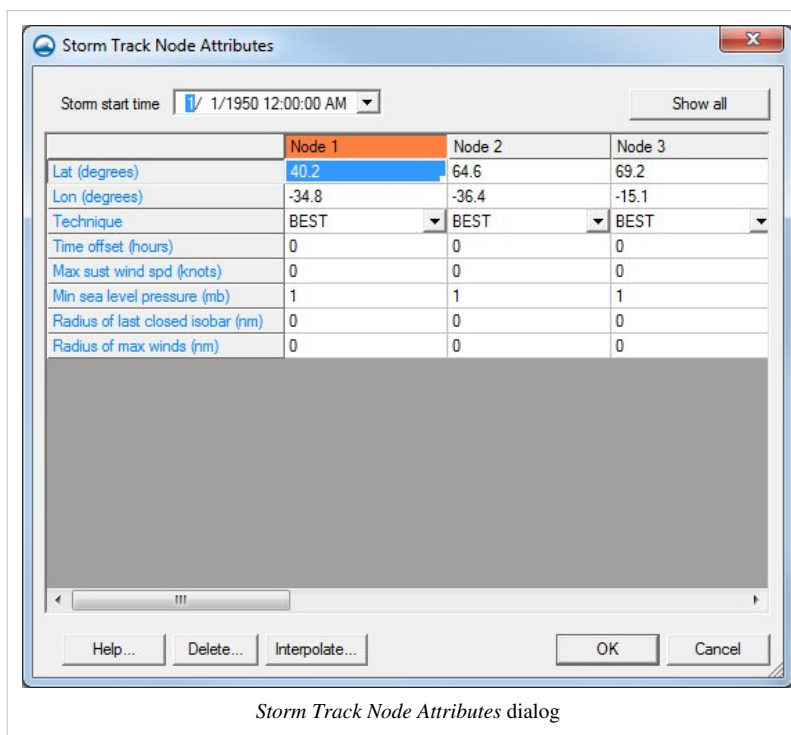 Storm Track Node Attributes
Storm start time 1/ 1/1950 12:00:00 AM Show all
Node 1 Node 2 Node 3
Lat (degrees) 40.2 64.6 69.2
Lon (degrees) -34.8 -36.4 -15.1
Technique BEST BEST BEST
Time offset (hours) 0 0 0
Max sust wind spd (knots) 0 0 0
Min sea level pressure (mb) 1 1 1
Radius of last closed isobar (nm) 0 0 0
Radius of max winds (nm) 0 0 0
Help... Delete... Interpolate... OK Cancel
Storm Track Node Attributes dialog